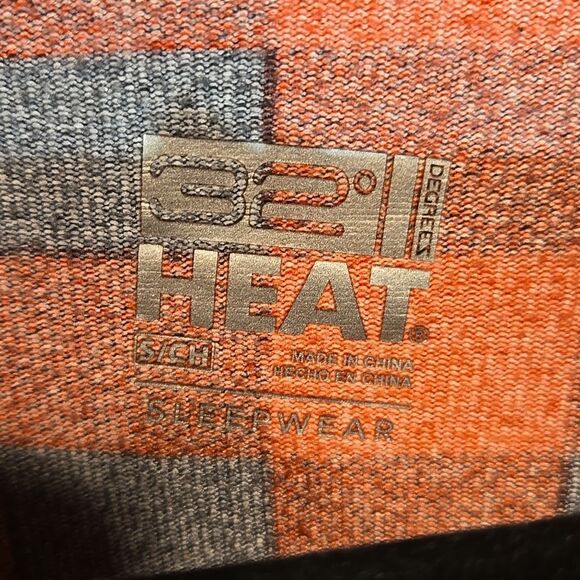 32° DEGREES
HEAT®
S/CH
MADE IN CHINA
HECHO EN CHINA
SLEEPWEAR